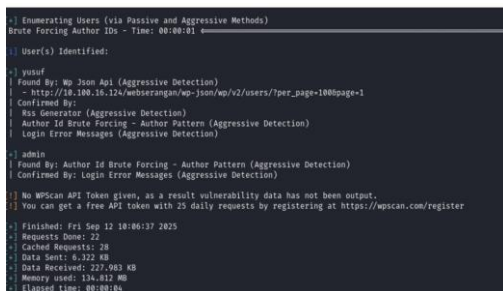 [+] Enumerating Users (via Passive and Aggressive Methods)
Brute Forcing Author IDs - Time: 00:00:01
[i] User(s) Identified:
[+] yusuf
| Found By: Wp Json Api (Aggressive Detection)
| - http://10.100.16.124/webserangan/wp-json/wp/v2/users/?per_page=100&page=1
| Confirmed By:
| Rss Generator (Aggressive Detection)
| Author Id Brute Forcing - Author Pattern (Aggressive Detection)
| Login Error Messages (Aggressive Detection)
[+] admin
| Found By: Author Id Brute Forcing - Author Pattern (Aggressive Detection)
| Confirmed By: Login Error Messages (Aggressive Detection)
[!] No WPScan API Token given, as a result vulnerability data has not been output.
[!] You can get a free API token with 25 daily requests by registering at https://wpscan.com/register
[+] Finished: Fri Sep 12 10:06:37 2025
[+] Requests Done: 22
[+] Cached Requests: 28
[+] Data Sent: 6.322 KB
[+] Data Received: 227.983 KB
[+] Memory used: 134.812 MB
[+] Elapsed time: 00:00:04